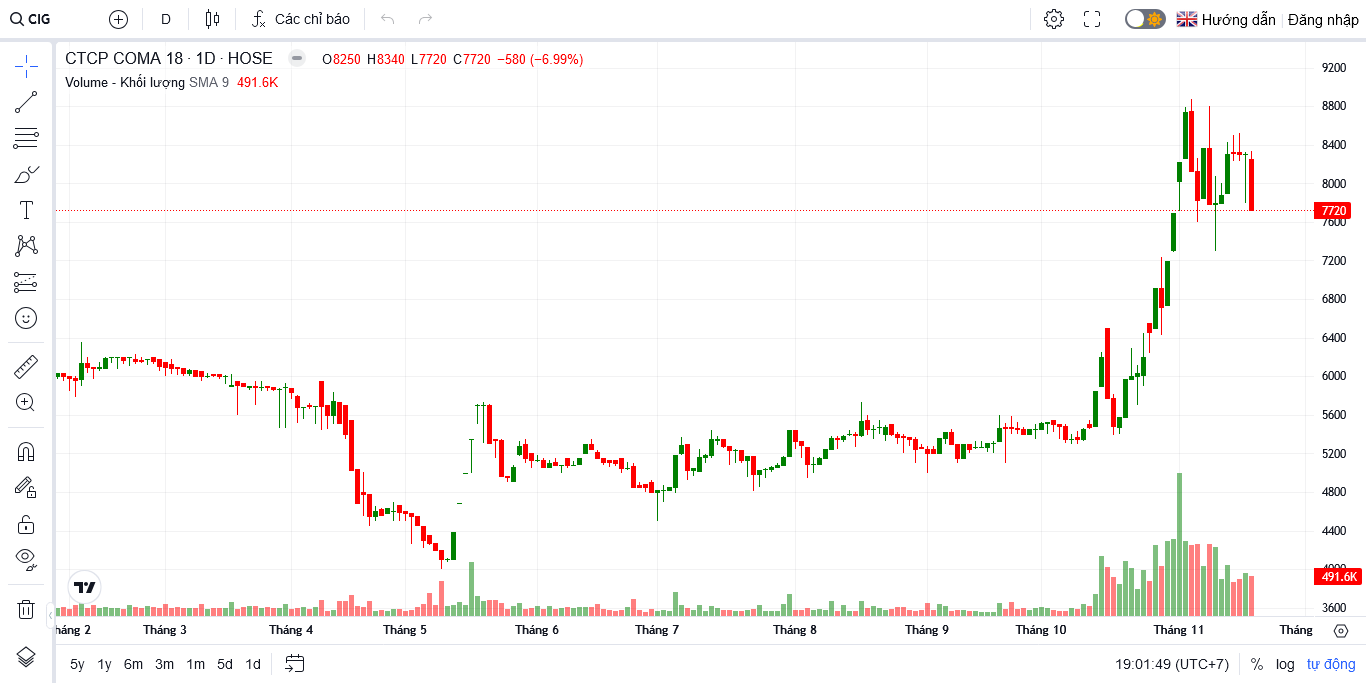 CIG D Các chỉ báo Hướng dẫn Đăng nhập
CTCP COMA 18 · 1D · HOSE O8250 H8340 L7720 C7720 −580 (−6.99%)
Volume - Khối lượng SMA 9 491.6K
9200
8800
8400
8000
7720
7600
7200
6800
6400
6000
5600
5200
4800
4400
4000
491.6K
3600
háng 2 Tháng 3 Tháng 4 Tháng 5 Tháng 6 Tháng 7 Tháng 8 Tháng 9 Tháng 10 Tháng 11 Tháng
5y 1y 6m 3m 1m 5d 1d 19:01:49 (UTC+7) % log tự động